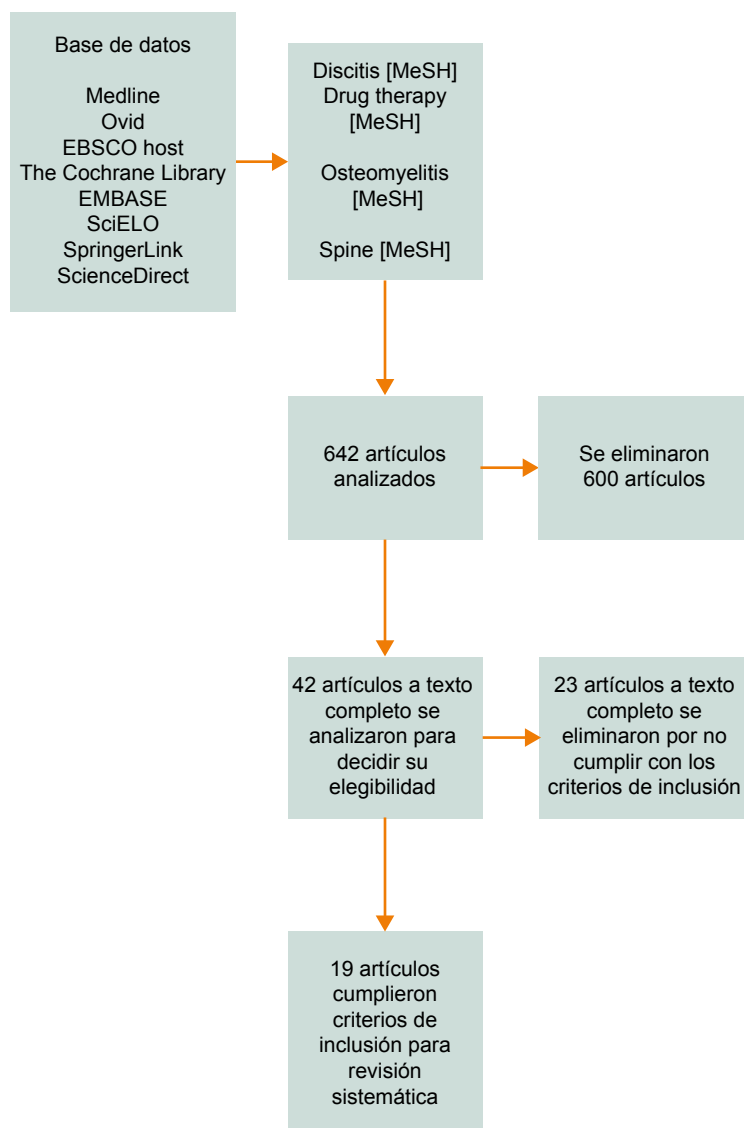 Base de datos
Medline
Ovid
EBSCO host
The Cochrane Library
EMBASE
SciELO
SpringerLink
ScienceDirect
Discitis [MeSH]
Drug therapy
[MeSH]
Osteomyelitis
[MeSH]
Spine [MeSH]
642 artículos
analizados
Se eliminaron
600 artículos
42 artículos a texto
completo se
analizaron para
decidir su
elegibilidad
23 artículos a texto
completo se
eliminaron por no
cumplir con los
criterios de inclusión
19 artículos
cumplieron
criterios de
inclusión para
revisión
sistemática